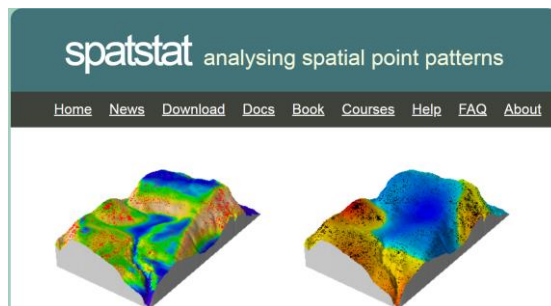 spatstat analysing spatial point patterns
Home News Download Docs Book Courses Help FAQ About